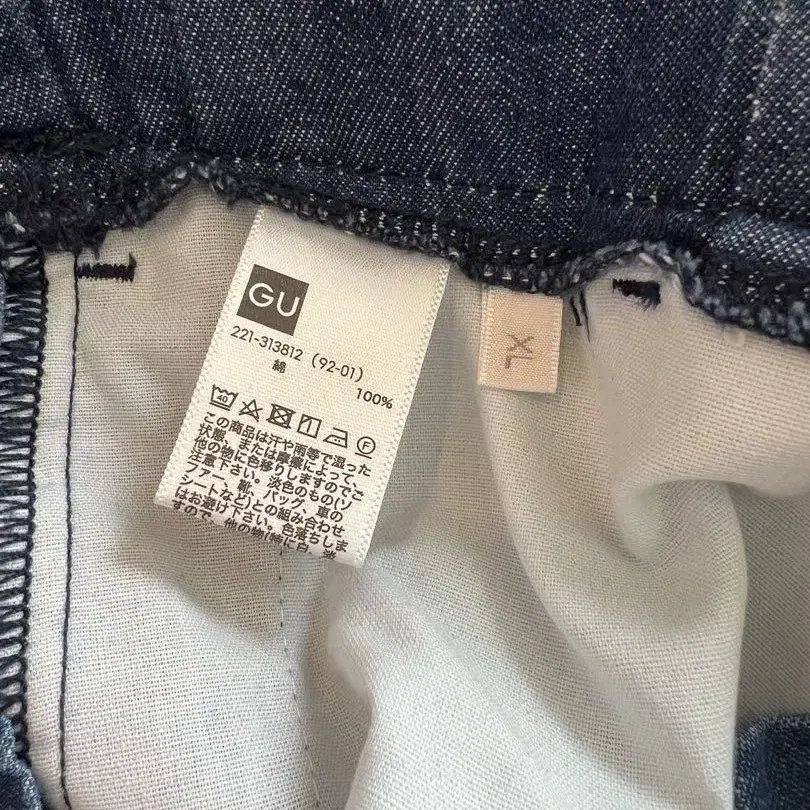 GU
221-313812 (92-01)
綿
100%
40
F
この商品は汗や雨等で湿った
状態、または摩擦によって、
他の物に色移りしますのでご
注意下さい。淡色のもの(ソ
ファー、靴、バッグ、車の
シートなど)との組み合わせ
はお避け下さい。色落ちしま
すので、他の物(特に白、淡
XL